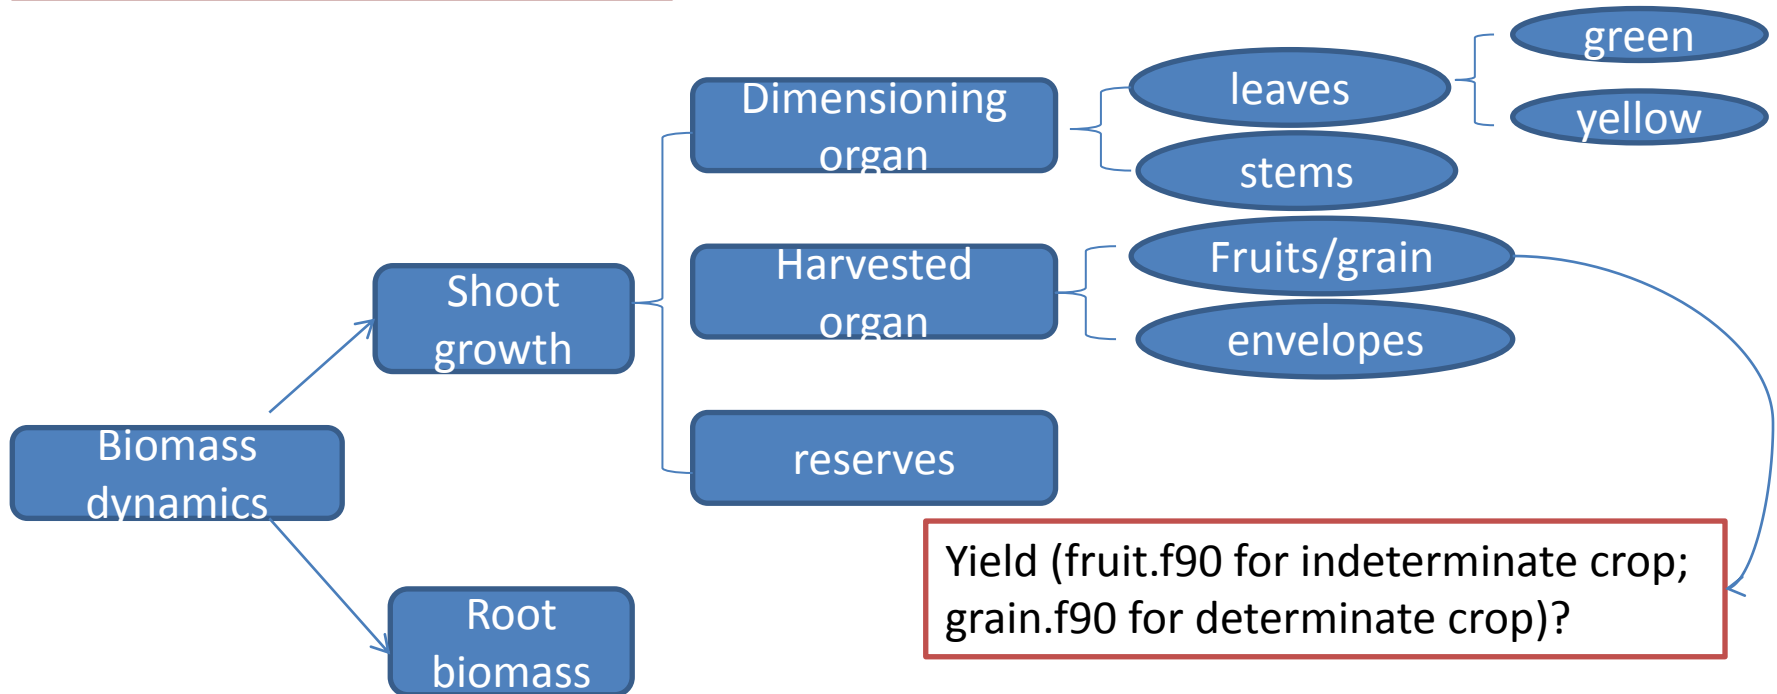 green
leaves
yellow
Dimensioning
organ
stems
Fruits/grain
Harvested
organ
envelopes
Shoot
growth
reserves
Biomass
dynamics
Yield (fruit.f90 for indeterminate crop;
grain.f90 for determinate crop)?
Root
biomass